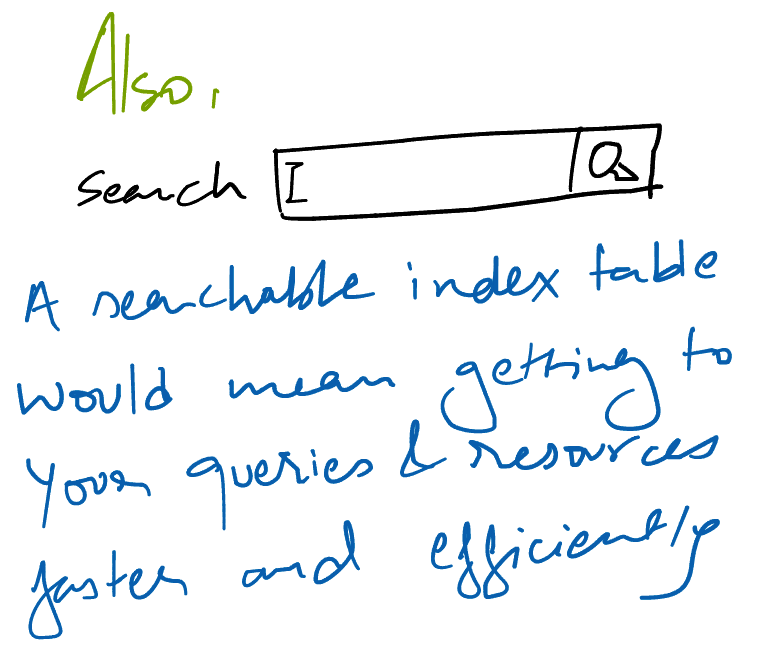 Also,
Search
A searchable index table
would mean getting to
your queries & resources
faster and efficiently